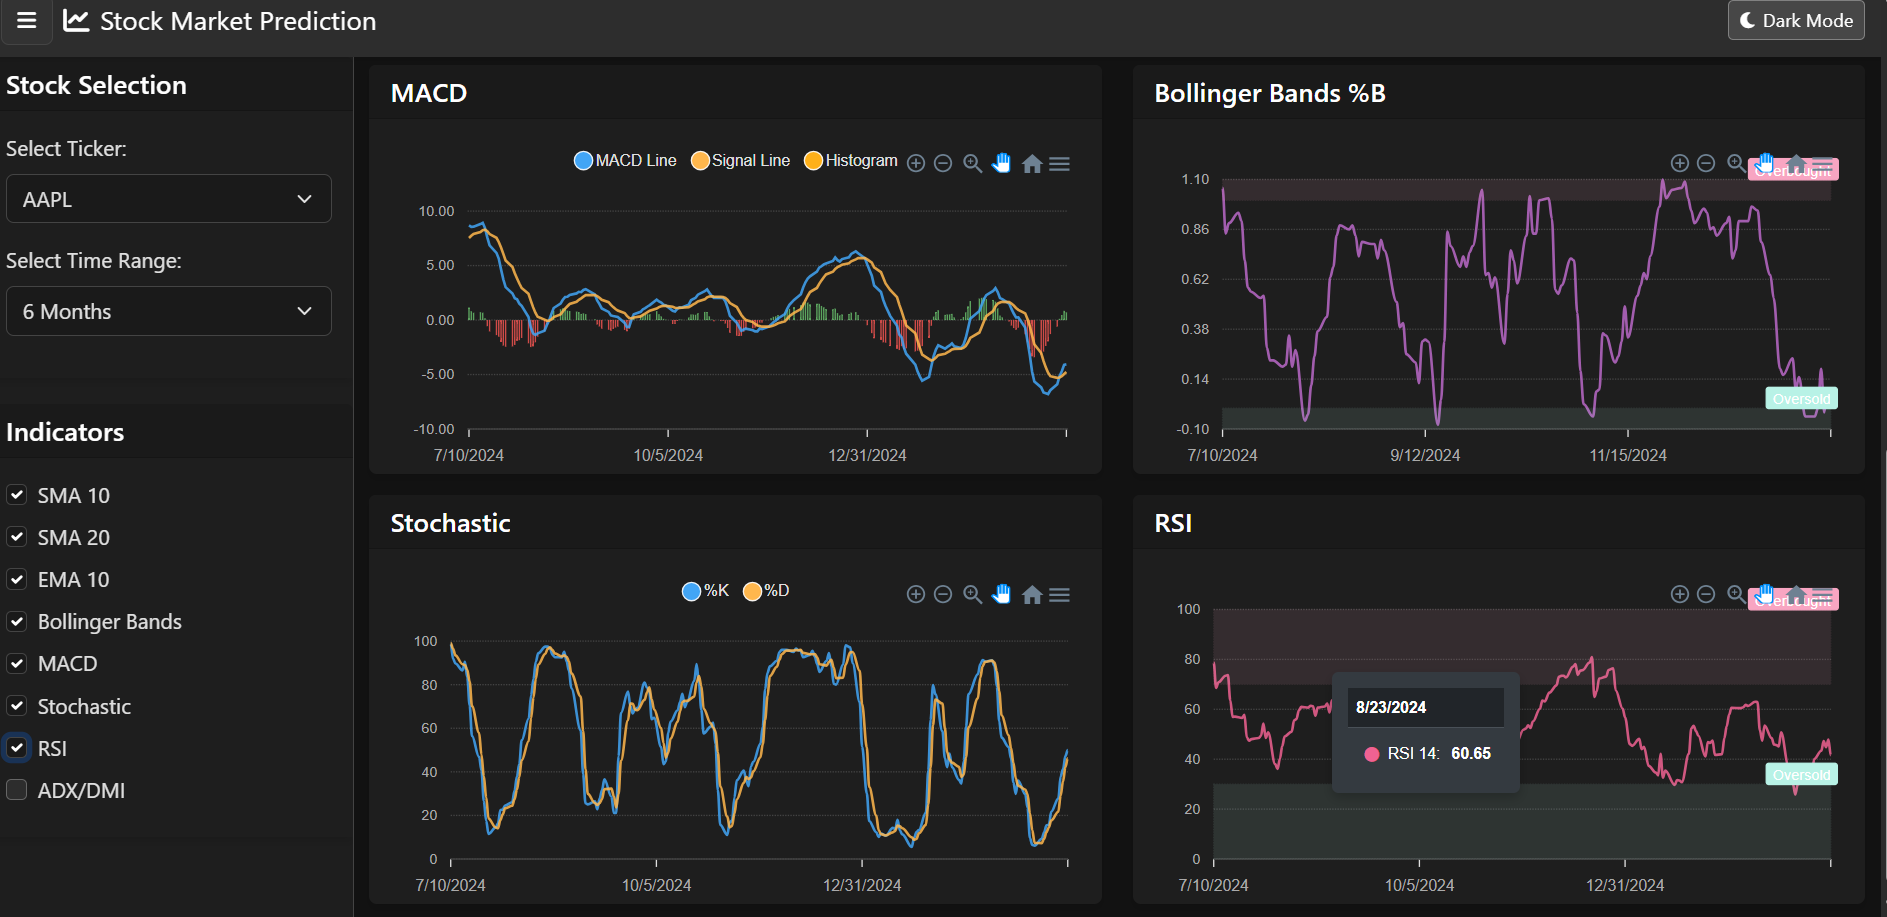 Stock Market Prediction
Dark Mode
Stock Selection
Select Ticker:
AAPL
Select Time Range:
6 Months
Indicators
SMA 10
SMA 20
EMA 10
Bollinger Bands
MACD
Stochastic
RSI
ADX/DMI
MACD
MACD Line Signal Line Histogram
10.00
5.00
0.00
-5.00
-10.00
7/10/2024 10/5/2024 12/31/2024
Bollinger Bands %B
Overbought
1.10
0.86
0.62
0.38
0.14
Oversold
-0.10
7/10/2024 9/12/2024 11/15/2024
Stochastic
%K %D
100
80
60
40
20
0
7/10/2024 10/5/2024 12/31/2024
RSI
Overbought
100
80
60
40
20
0
8/23/2024
RSI 14: 60.65
Oversold
7/10/2024 10/5/2024 12/31/2024